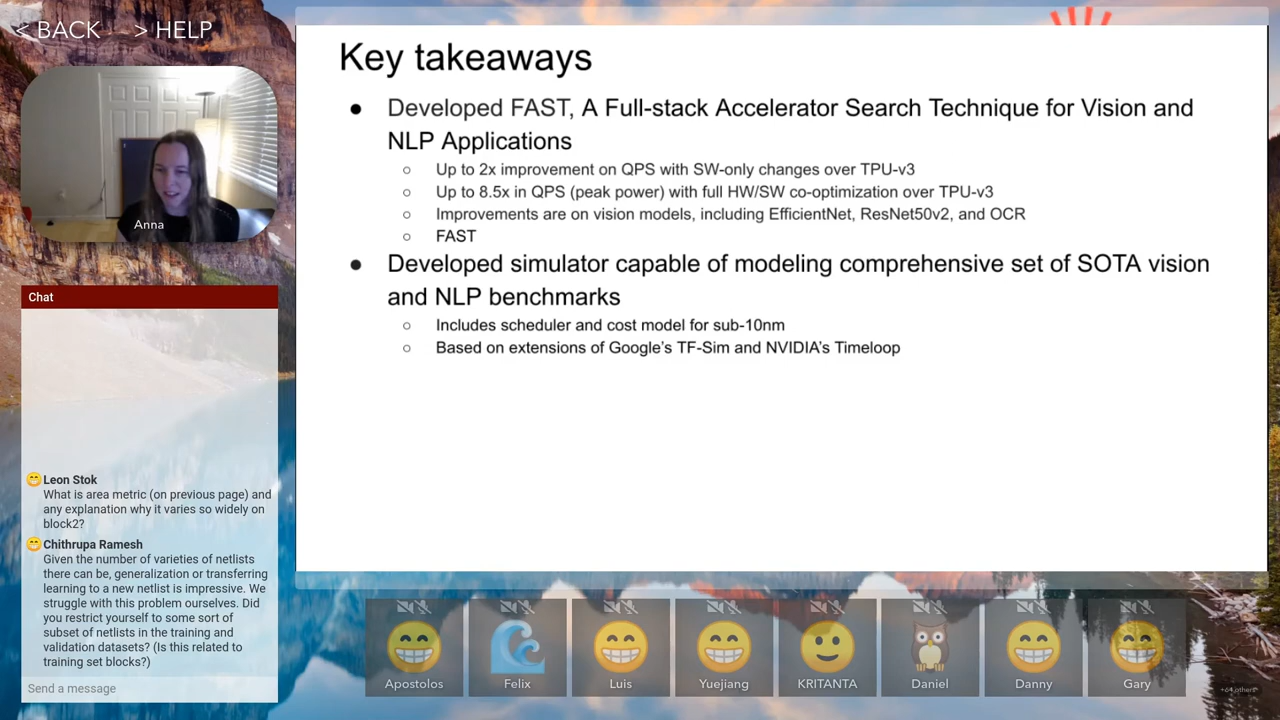 < BACK
> HELP
Anna
Key takeaways
● Developed FAST, A Full-stack Accelerator Search Technique for Vision and
NLP Applications
○ Up to 2x improvement on QPS with SW-only changes over TPU-v3
○ Up to 8.5x in QPS (peak power) with full HW/SW co-optimization over TPU-v3
○ Improvements are on vision models, including EfficientNet, ResNet50v2, and OCR
○ FAST
● Developed simulator capable of modeling comprehensive set of SOTA vision
and NLP benchmarks
○ Includes scheduler and cost model for sub-10nm
○ Based on extensions of Google's TF-Sim and NVIDIA's Timeloop
Chat
Leon Stok
What is area metric (on previous page) and
any explanation why it varies so widely on
block2?
Chithrupa Ramesh
Given the number of varieties of netlists
there can be, generalization or transferring
learning to a new netlist is impressive. We
struggle with this problem ourselves. Did
you restrict yourself to some sort of
subset of netlists in the training and
validation datasets? (Is this related to
training set blocks?)
Send a message
Apostolos
Felix
Luis
Yuejiang
KRITANTA
Daniel
Danny
Gary